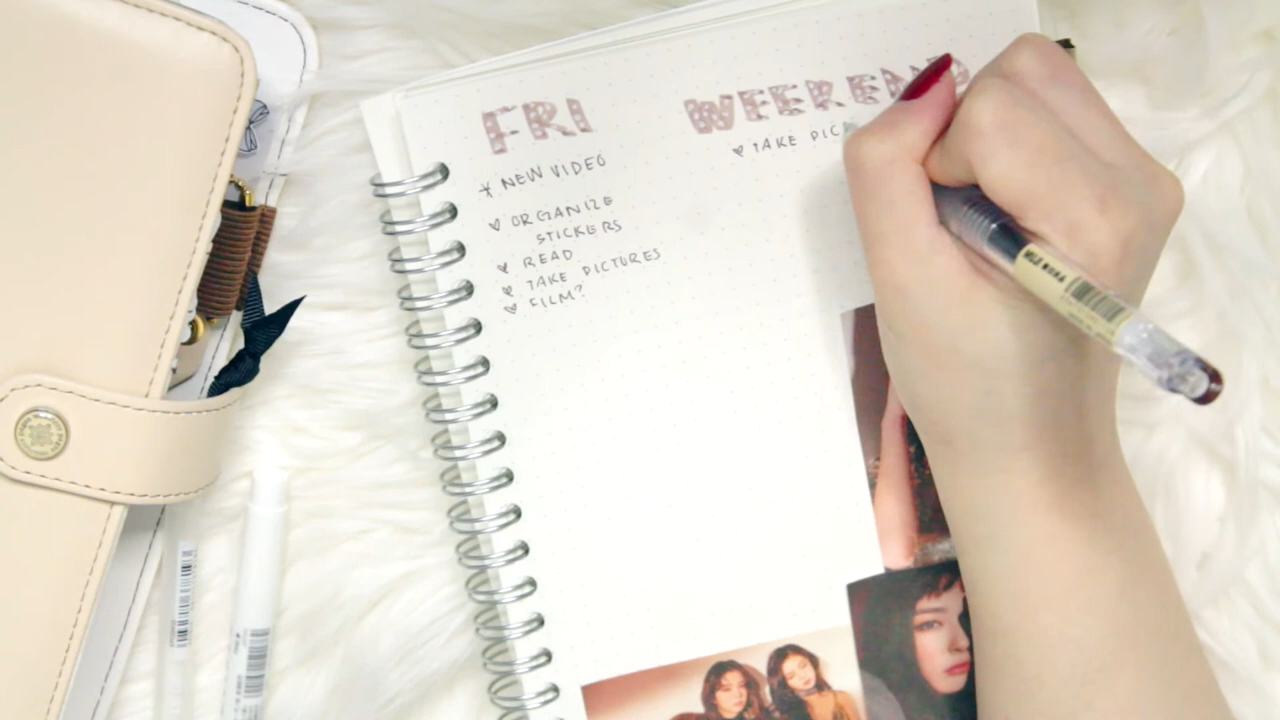 FRI
* NEW VIDEO
♥ ORGANIZE
STICKERS
♥ READ
♥ TAKE PICTURES
♥ FILM?
WEEKEND
♥ TAKE PIC